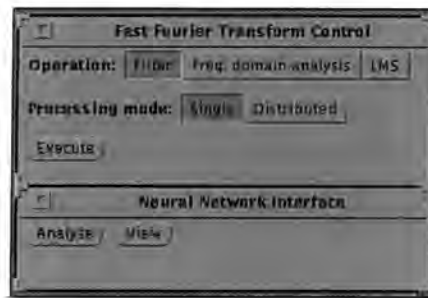 Fast Fourier Transform Control
Operation: Filter Freq. domain analysis LMS
Processing mode: Single Distributed
Execute
Neural Network Interface
Analyze View